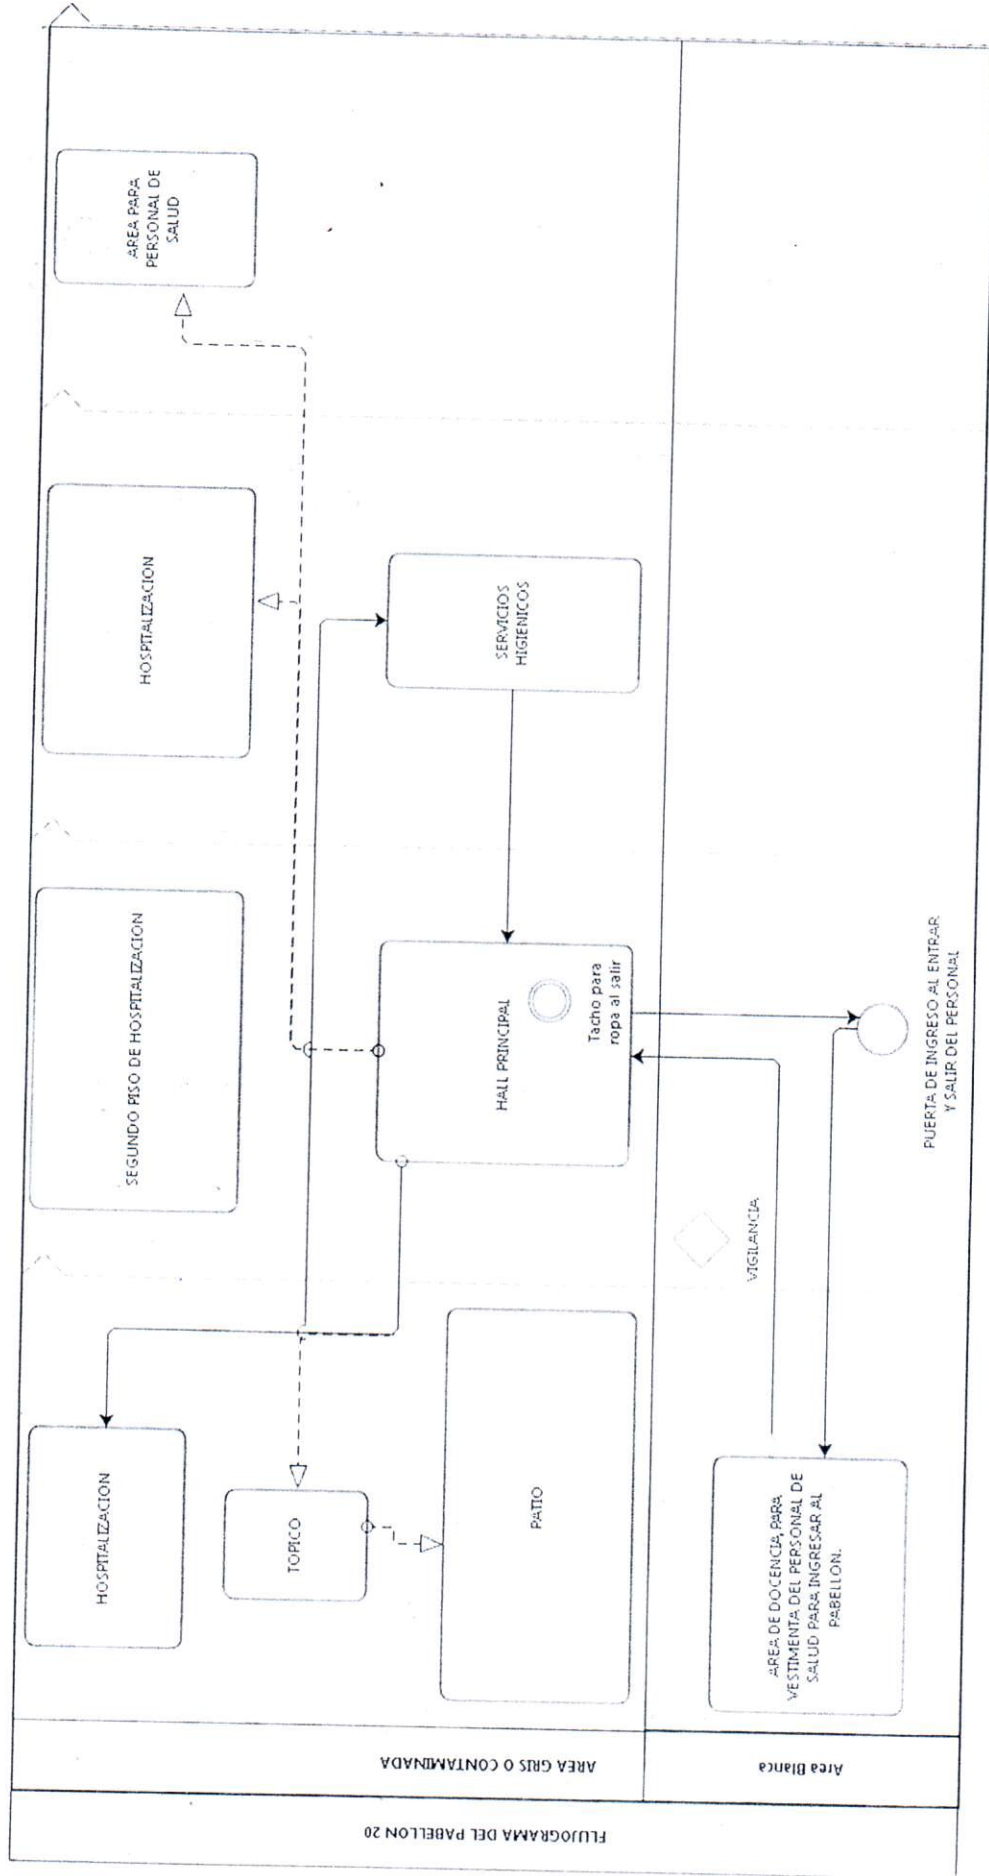 FLUJOGRAMA DEL PABELLON 20
AREA GRIS O CONTAMINADA
Area Blanca
HOSPITALIZACION
TOPICO
PATIO
SEGUNDO PISO DE HOSPITALIZACION
HALL PRINCIPAL
Tacho para
ropa al salir
HOSPITALIZACION
SERVICIOS
HIGIENICOS
AREA PARA
PERSONAL DE
SALUD
AREA DE DOCENCIA, PARA
VESTIMENTA DEL PERSONAL DE
SALUD PARA INGRESAR AL
PABELLON.
VIGILANCIA
PUERTA DE INGRESO AL ENTRAR
Y SALIR DEL PERSONAL